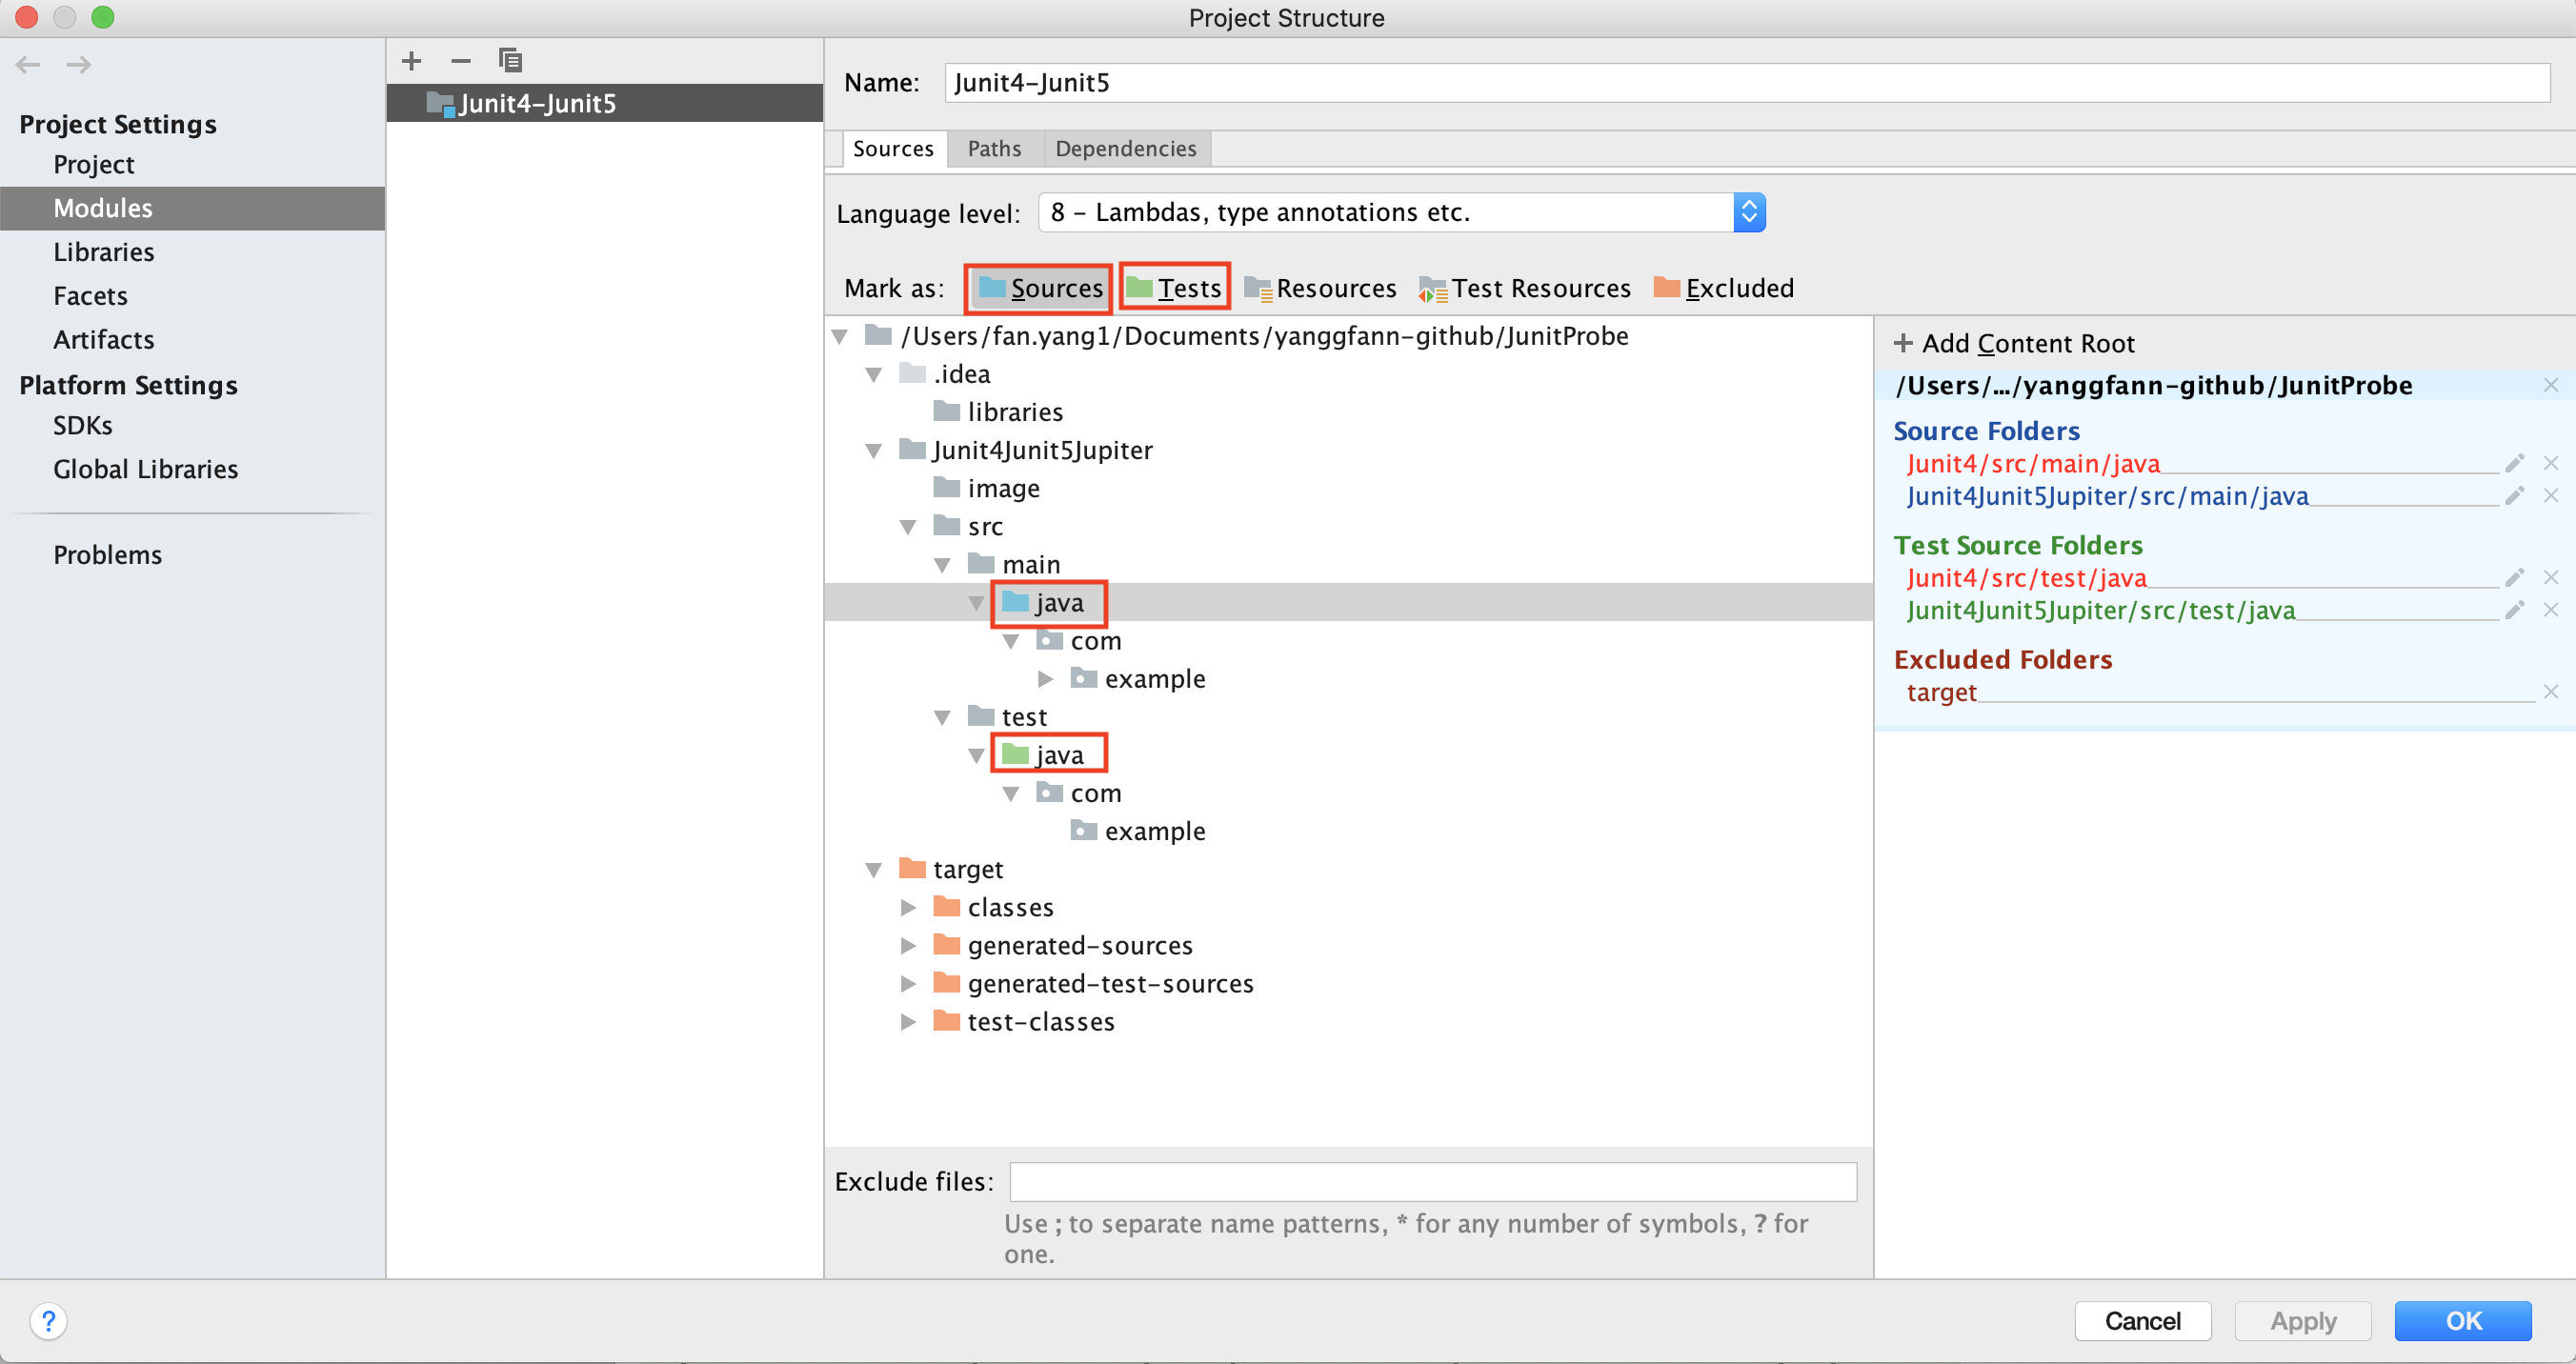 Project Structure
Project Settings
Project
Modules
Libraries
Facets
Artifacts
Platform Settings
SDKs
Global Libraries
Problems
Junit4-Junit5
Name: Junit4-Junit5
Sources Paths Dependencies
Language level: 8 - Lambdas, type annotations etc.
Mark as: Sources Tests Resources Test Resources Excluded
/Users/fan.yang1/Documents/yanggfann-github/JunitProbe
.idea
libraries
Junit4Junit5Jupiter
image
src
main
java
com
example
test
java
com
example
target
classes
generated-sources
generated-test-sources
test-classes
Exclude files:
Use ; to separate name patterns, * for any number of symbols, ? for
one.
+ Add Content Root
/Users/.../yanggfann-github/JunitProbe
Source Folders
Junit4/src/main/java
Junit4Junit5Jupiter/src/main/java
Test Source Folders
Junit4/src/test/java
Junit4Junit5Jupiter/src/test/java
Excluded Folders
target
?
Cancel Apply OK